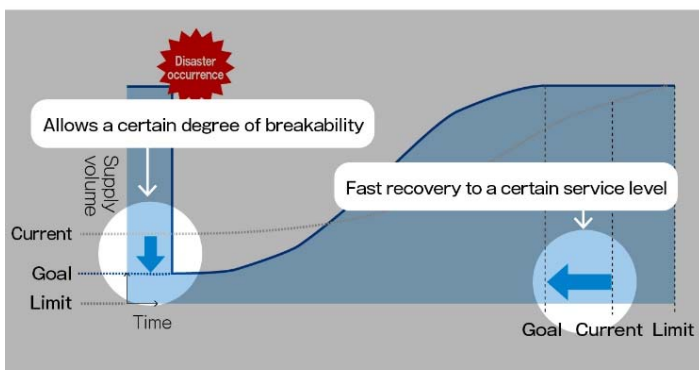 Disaster
occurrence
Allows a certain degree of breakability
Supply
volume
Fast recovery to a certain service level
Current
Goal
Limit
Time
Goal Current Limit